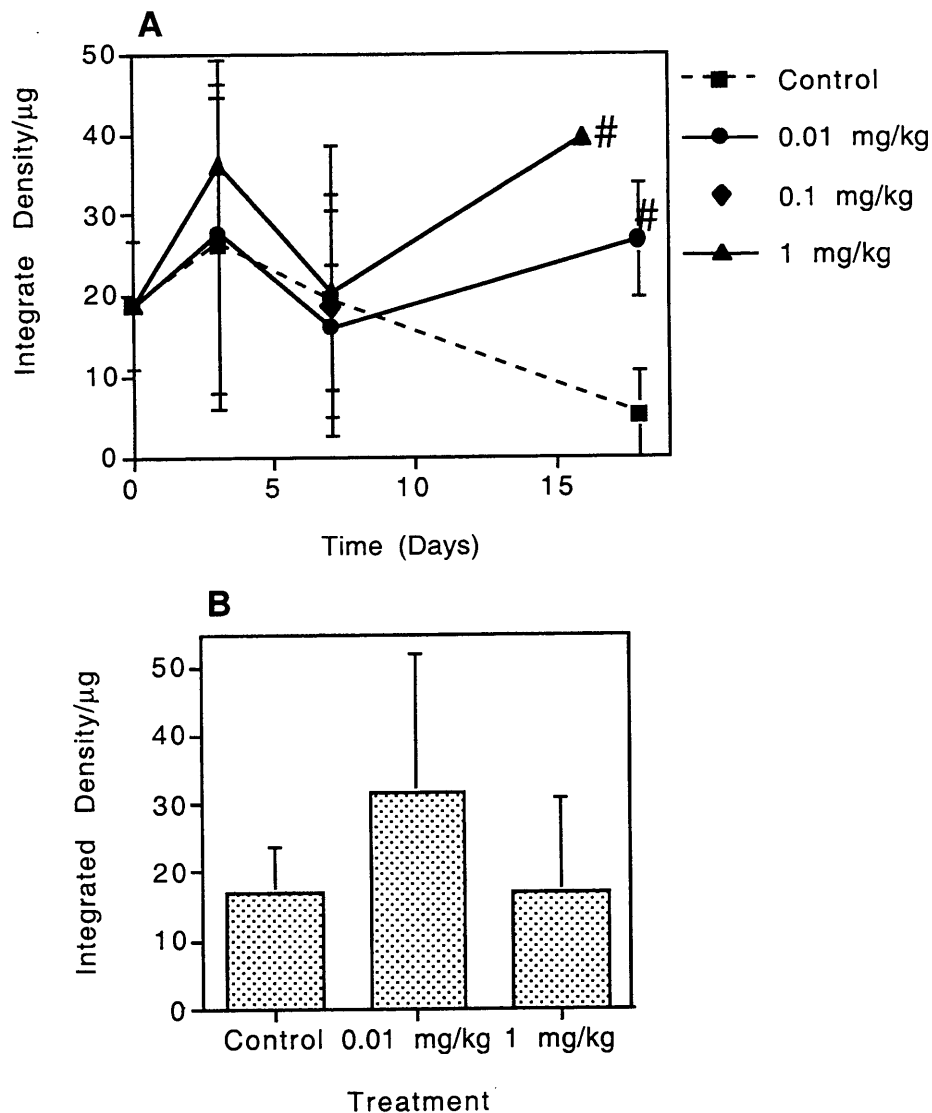 A
Integrate Density/µg
50
40
30
20
10
0
# 
#
0 5 10 15
Time (Days)
Control
0.01 mg/kg
0.1 mg/kg
1 mg/kg
B
Integrated Density/µg
50
40
30
20
10
0
Control 0.01 mg/kg 1 mg/kg
Treatment